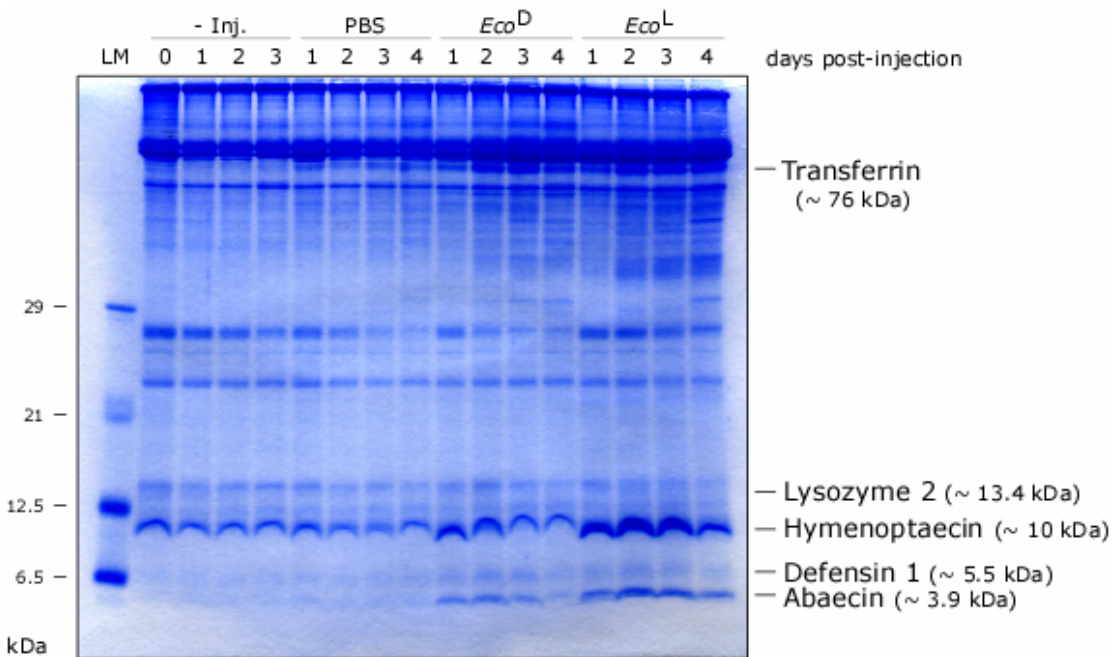 - Inj. PBS EcoD EcoL
LM 0 1 2 3 1 2 3 4 1 2 3 4 1 2 3 4 days post-injection
Transferrin
(~ 76 kDa)
29
21
Lysozyme 2 (~ 13.4 kDa)
12.5
Hymenoptaecin (~ 10 kDa)
6.5
Defensin 1 (~ 5.5 kDa)
Abaecin (~ 3.9 kDa)
kDa